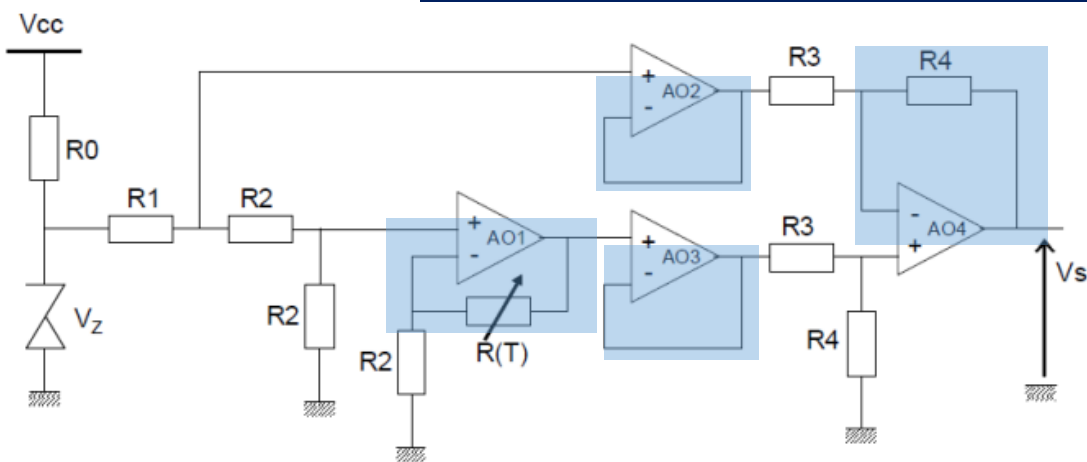 Vcc
R0
R1
R2
VZ
R2
R2
+
-
AO1
R(T)
+
-
AO2
+
-
AO3
R3
R4
R3
R4
-
+
AO4
Vs